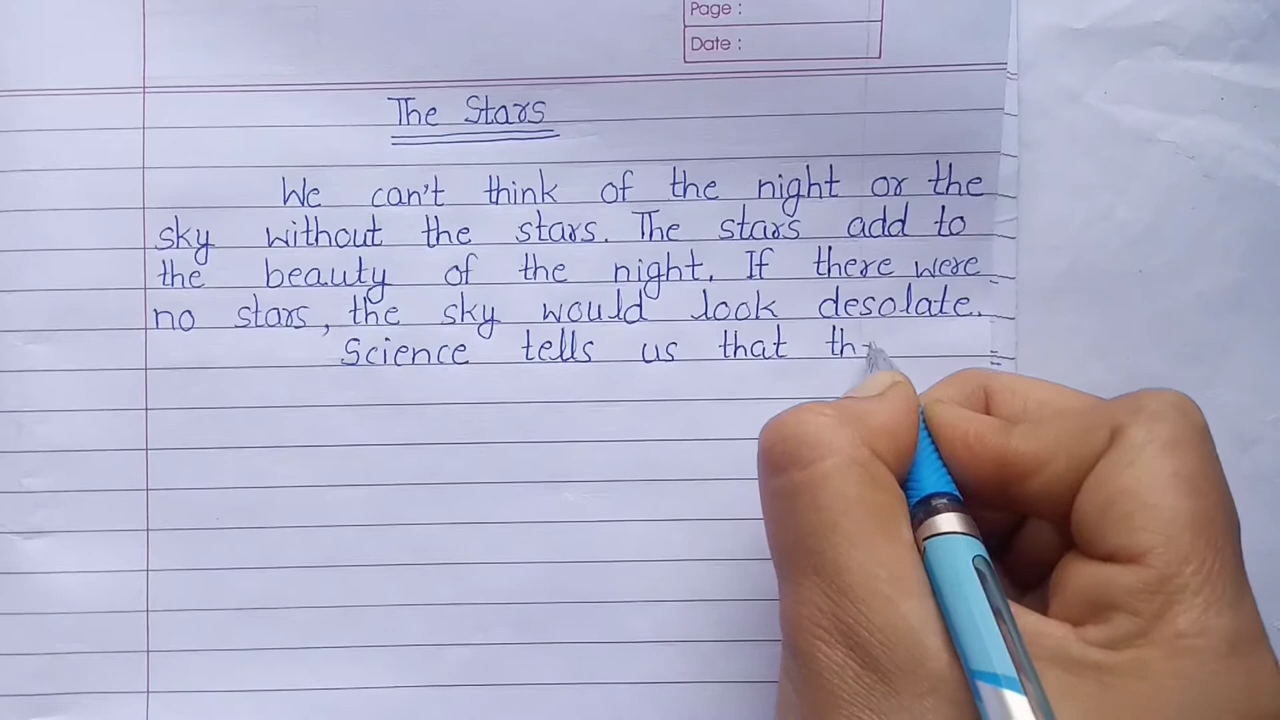 Page :
Date :
The Stars
We can't think of the night or the
sky without the stars. The stars add to
the beauty of the night. If there were
no stars, the sky would look desolate.
Science tells us that